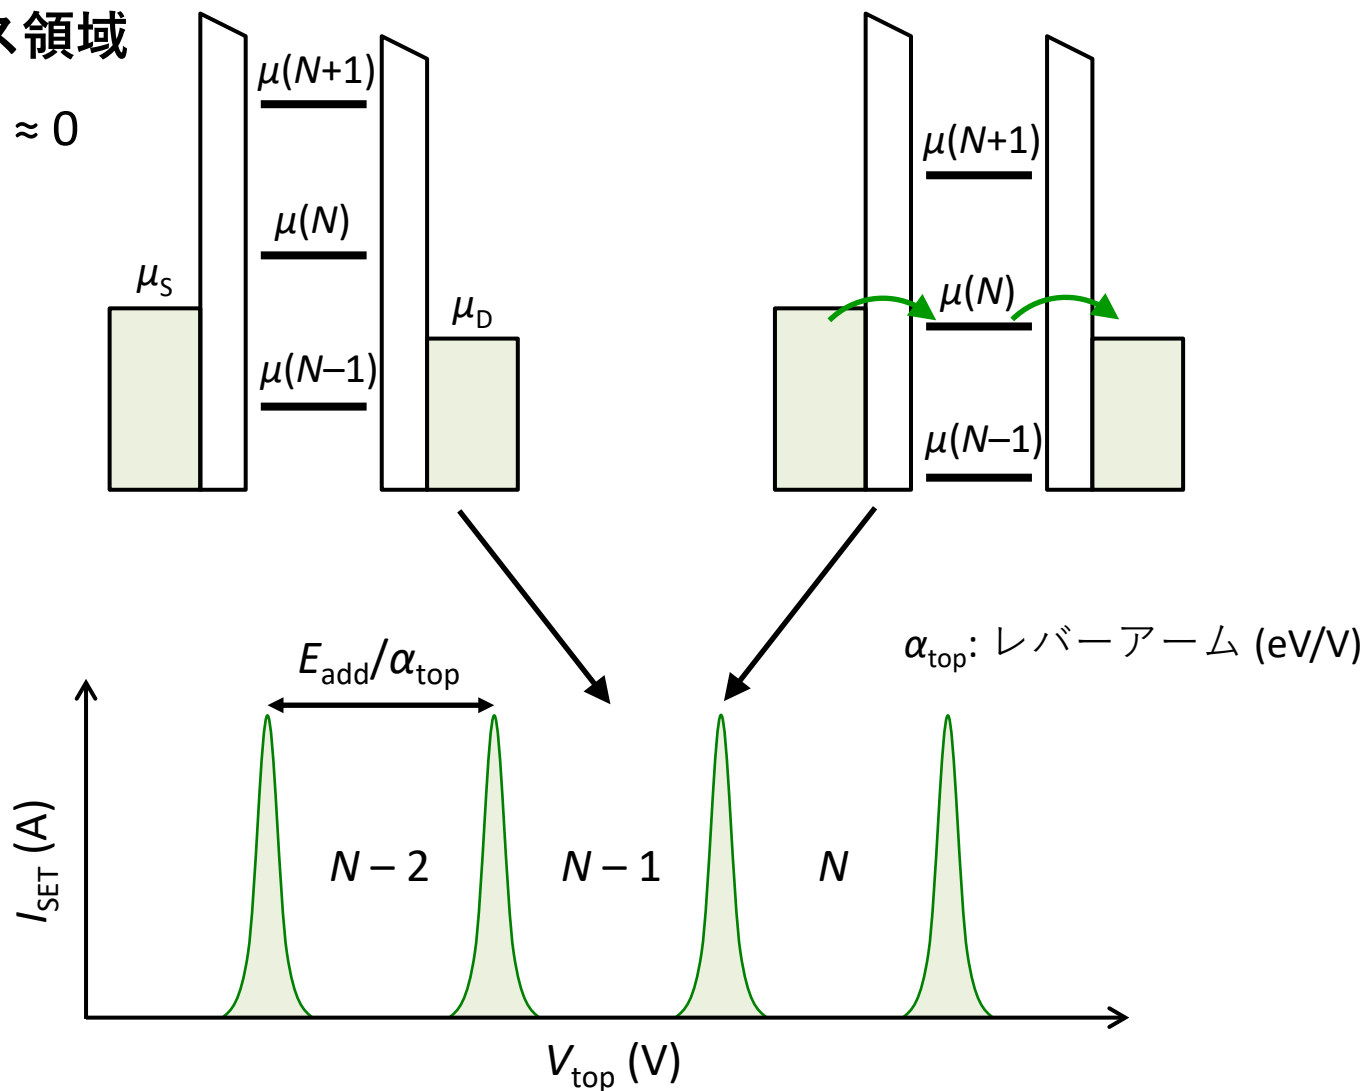 ス領域
≈ 0
μ(N+1)
μ(N)
μS
μD
μ(N–1)
μ(N+1)
μ(N)
μ(N–1)
αtop: レバーアーム (eV/V)
Eadd/αtop
ISET (A)
N – 2
N – 1
N
Vtop (V)